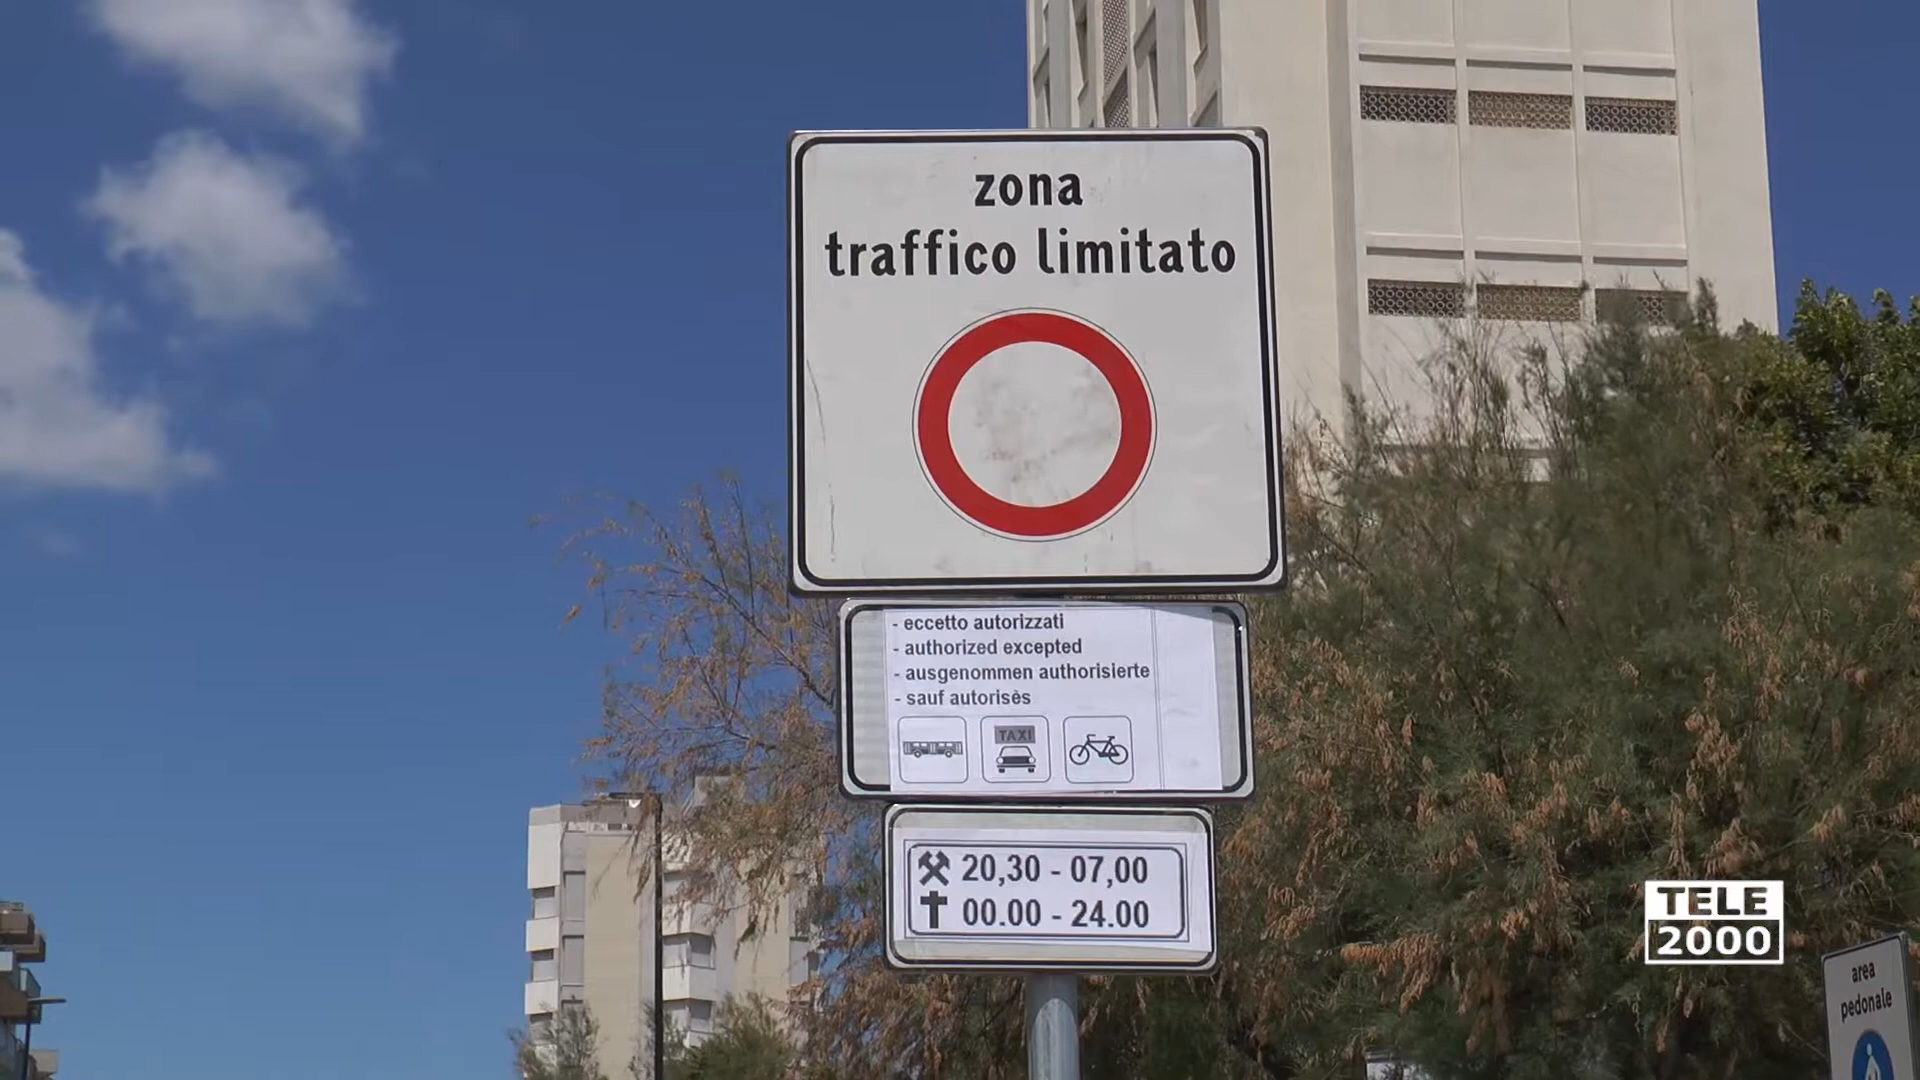 zona
traffico limitato
- eccetto autorizzati
- authorized excepted
- ausgenommen authorisierte
- sauf autorisès
TAXI
20,30 - 07,00
00.00 - 24.00
TELE
2000
area
pedonale